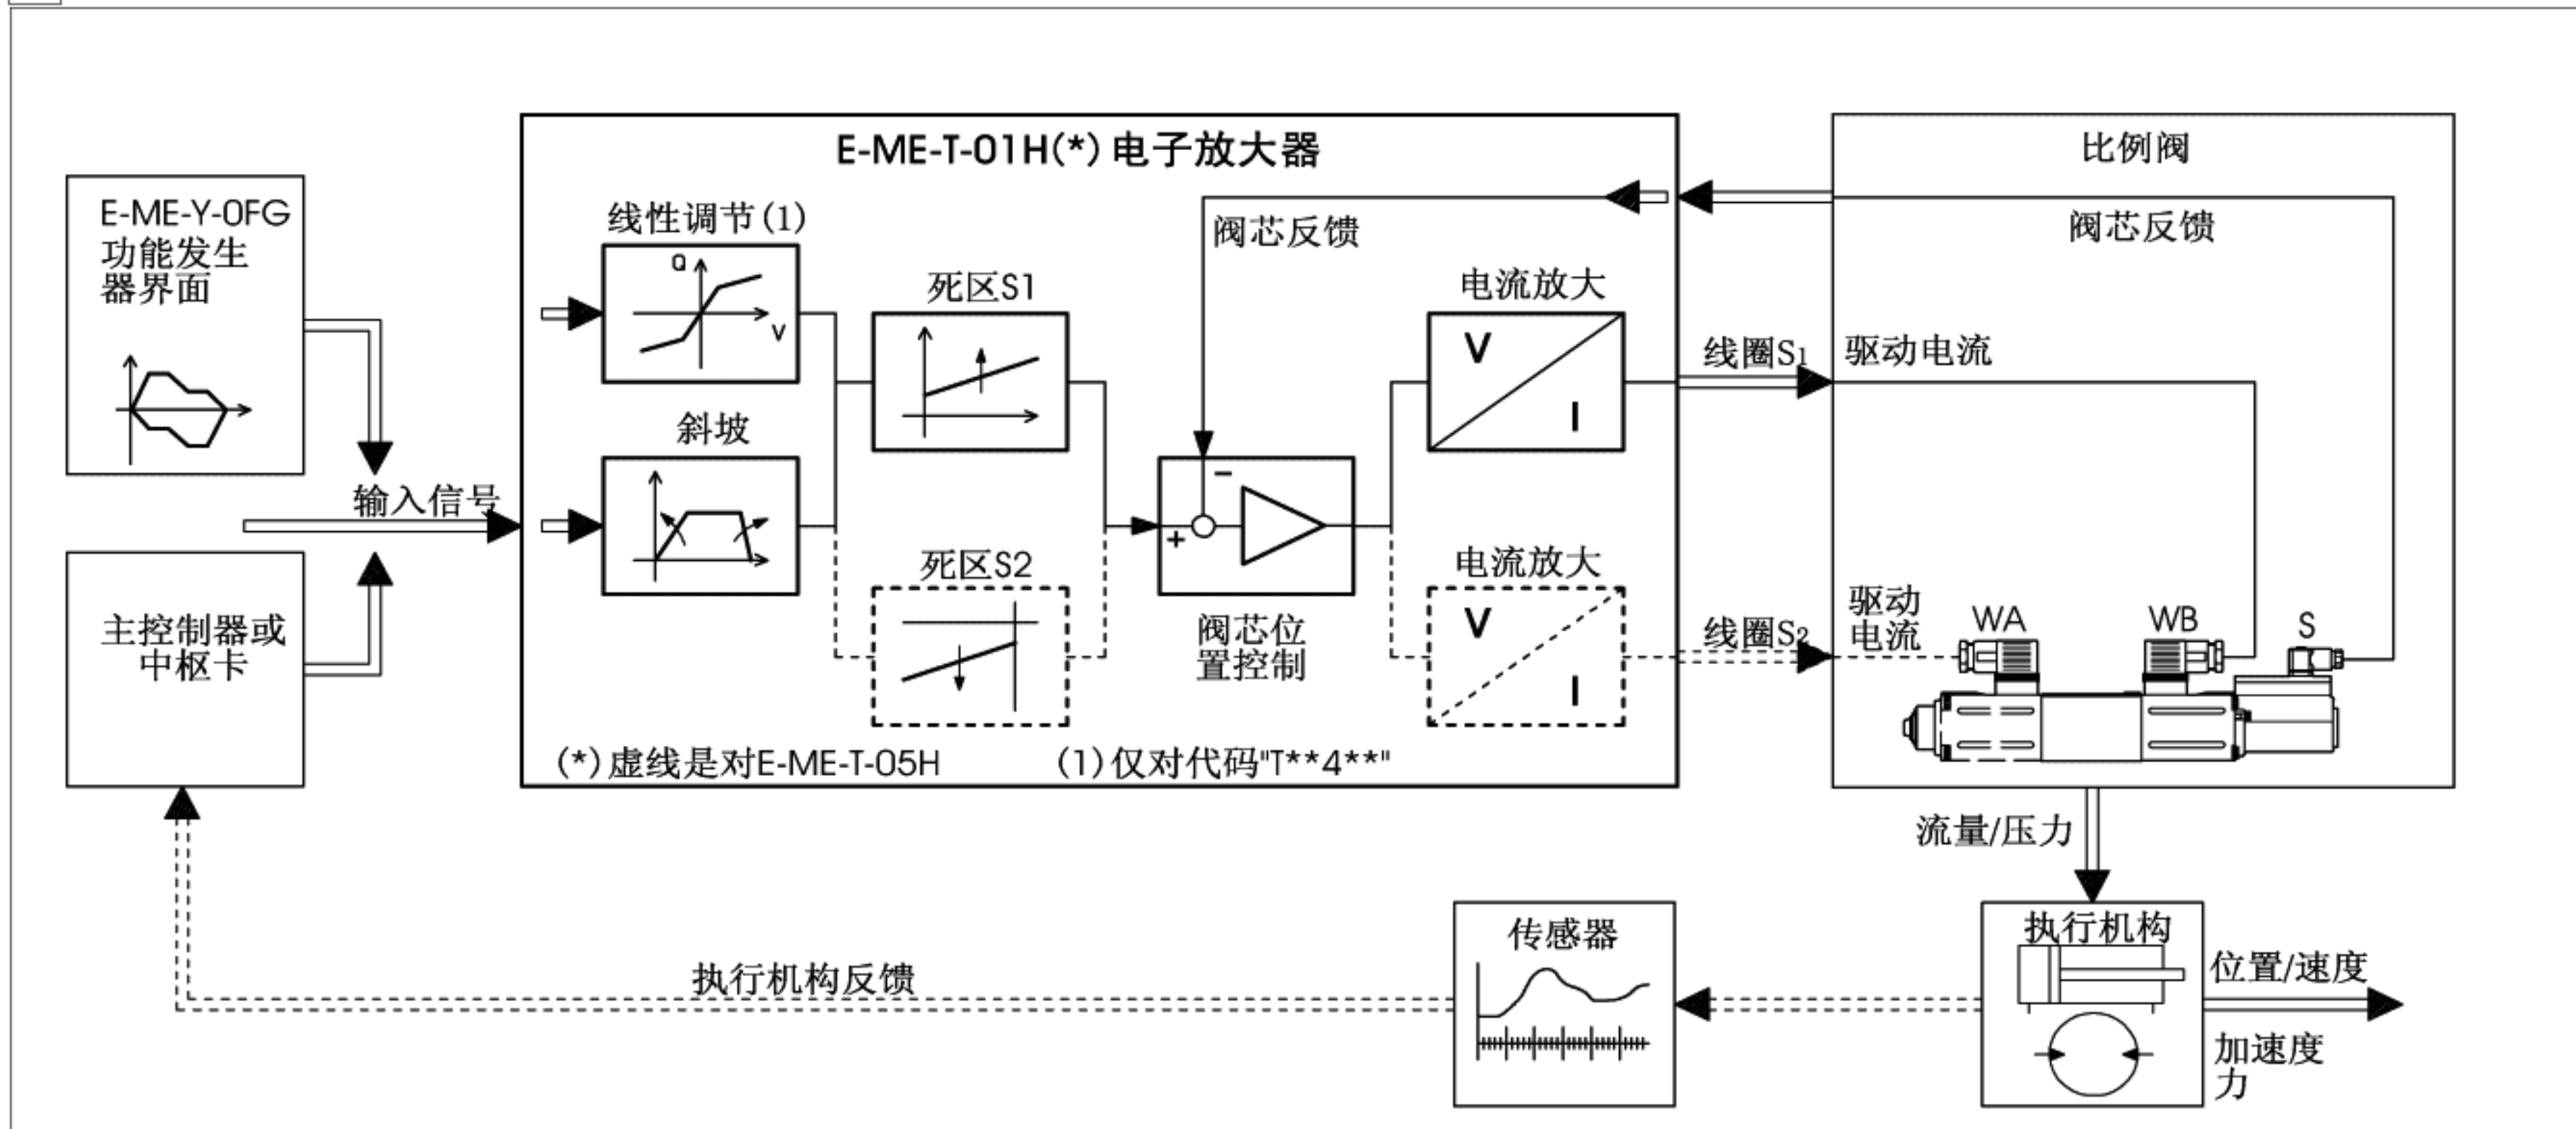 E-ME-T-01H(*) 电子放大器
比例阀
E-ME-Y-0FG
功能发生
器界面
线性调节(1)
Q
V
阀芯反馈
阀芯反馈
死区S1
电流放大
V
I
线圈S1
驱动电流
斜坡
输入信号
-
+
死区S2
电流放大
V
I
线圈S2
驱动
电流
WA
WB
S
主控制器或
中枢卡
阀芯位
置控制
(*)虚线是对E-ME-T-05H
(1)仅对代码"T**4**"
流量/压力
传感器
执行机构
执行机构反馈
位置/速度
加速度
力